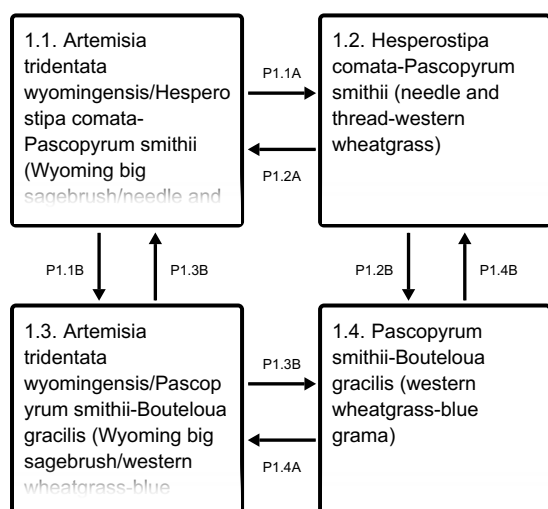 1.1. Artemisia
tridentata
wyomingensis/Hespero
stipa comata-
Pascopyrum smithii
(Wyoming big
sagebrush/needle and
P1.1A
P1.2A
1.2. Hesperostipa
comata-Pascopyrum
smithii (needle and
thread-western
wheatgrass)
P1.1B
P1.3B
P1.2B
P1.4B
1.3. Artemisia
tridentata
wyomingensis/Pascop
yrum smithii-Bouteloua
gracilis (Wyoming big
sagebrush/western
wheatgrass-blue
P1.3B
P1.4A
1.4. Pascopyrum
smithii-Bouteloua
gracilis (western
wheatgrass-blue
grama)